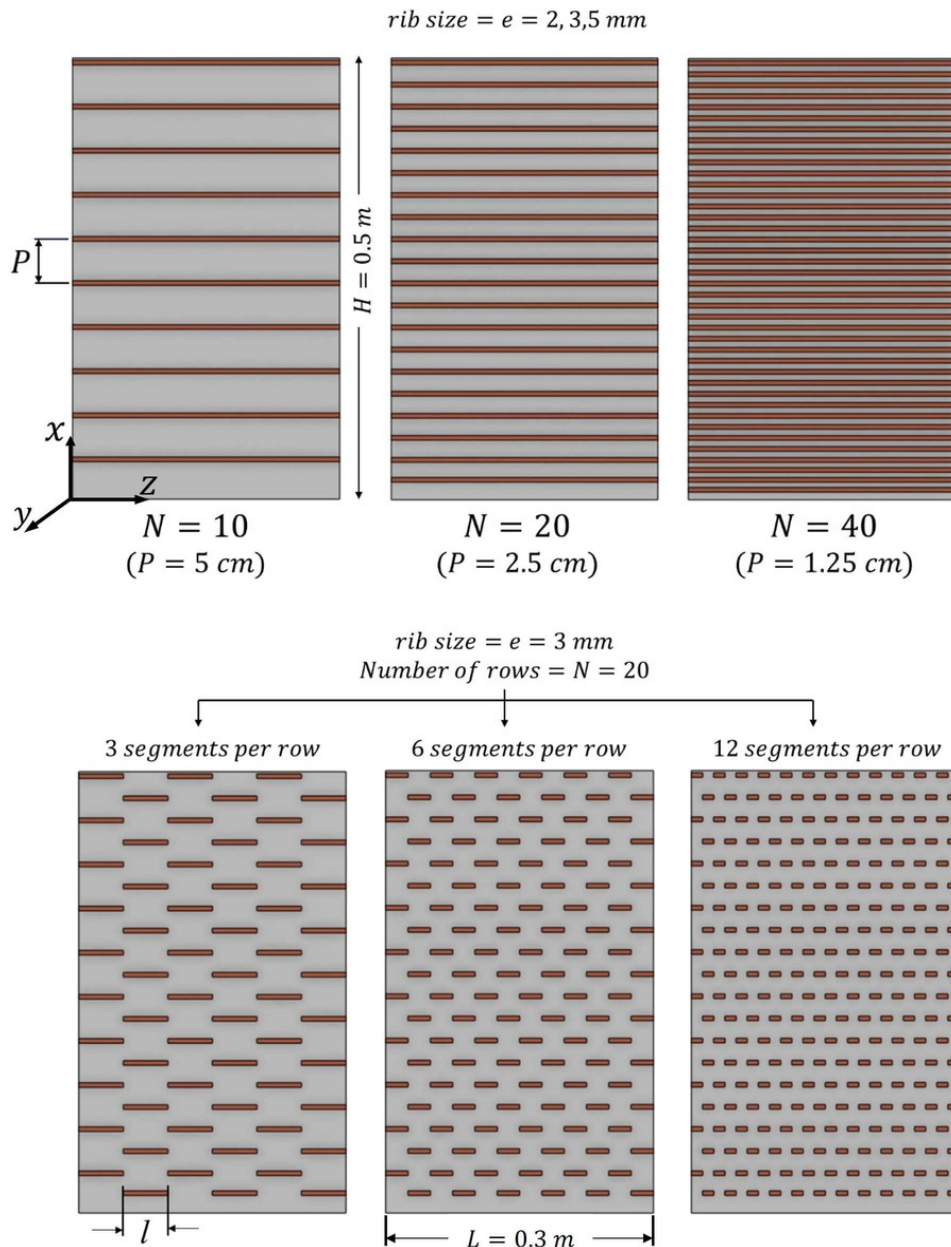 rib size = e = 2, 3,5 mm
P
H = 0.5 m
x
z
y
N = 10
(P = 5 cm)
N = 20
(P = 2.5 cm)
N = 40
(P = 1.25 cm)
rib size = e = 3 mm
Number of rows = N = 20
3 segments per row
6 segments per row
12 segments per row
l
L = 0.3 m